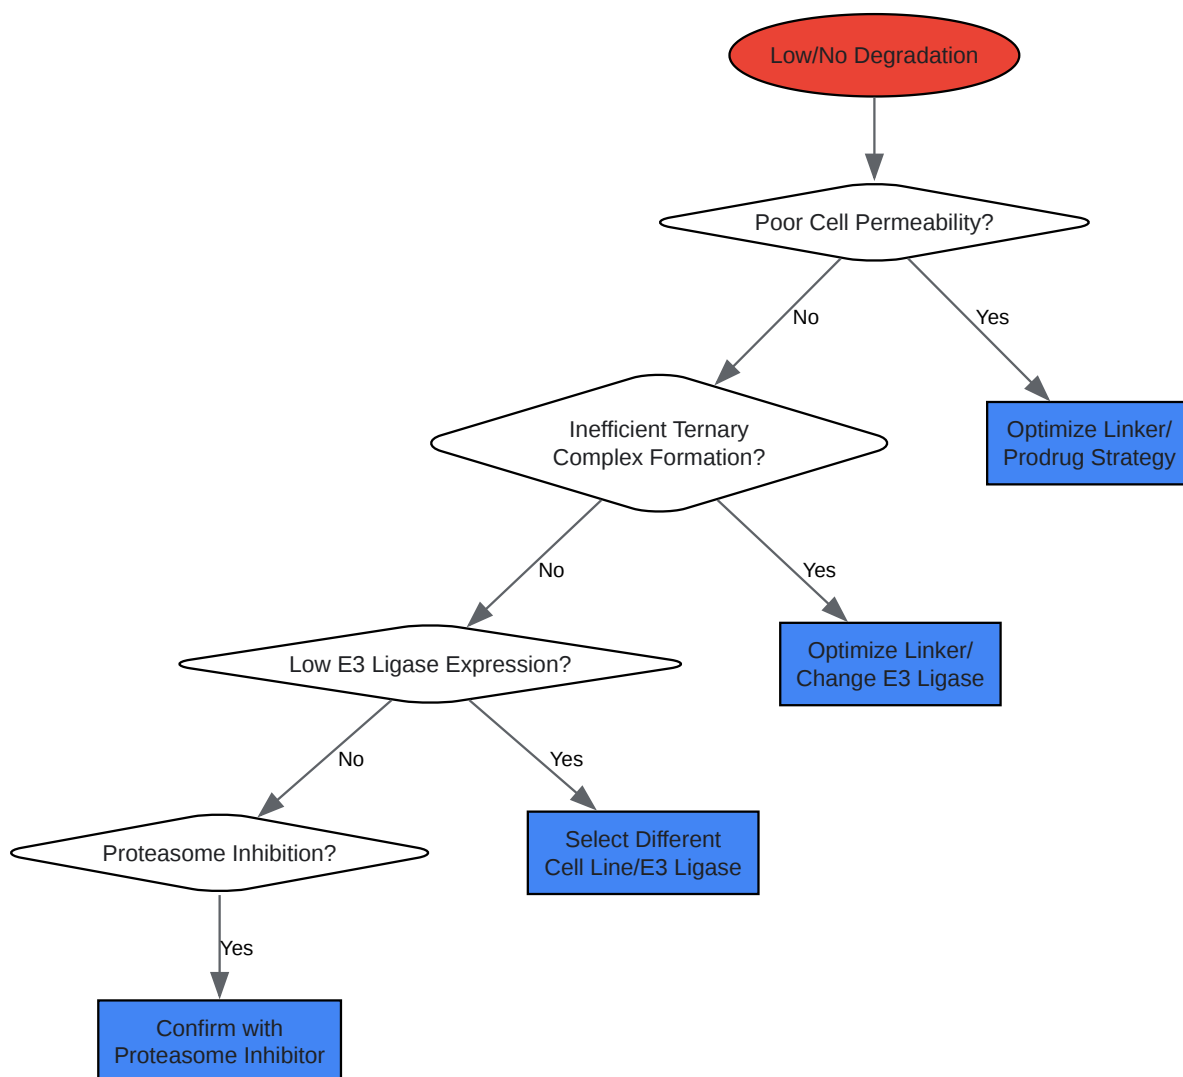 Low/No Degradation
Poor Cell Permeability?
No
Yes
Inefficient Ternary
Complex Formation?
Optimize Linker/
Prodrug Strategy
No
Yes
Low E3 Ligase Expression?
Optimize Linker/
Change E3 Ligase
No
Yes
Proteasome Inhibition?
Select Different
Cell Line/E3 Ligase
Yes
Confirm with
Proteasome Inhibitor